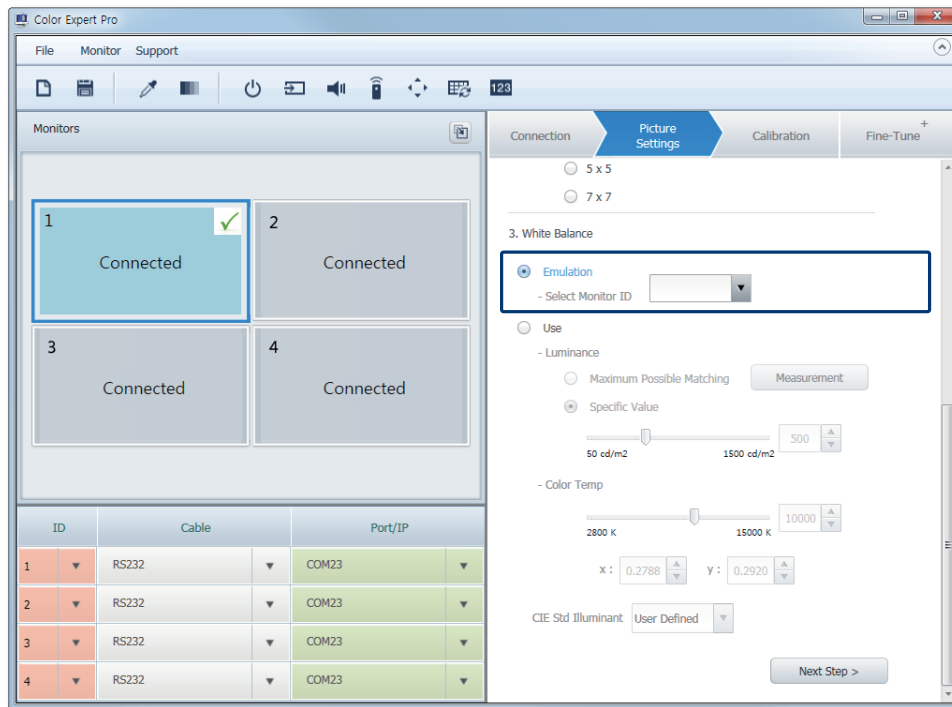 Color Expert Pro
File Monitor Support
123
Monitors
1
Connected
2
Connected
3
Connected
4
Connected
ID Cable Port/IP
1 RS232 COM23
2 RS232 COM23
3 RS232 COM23
4 RS232 COM23
Connection
Picture
Settings
Calibration
Fine-Tune +
5 x 5
7 x 7
3. White Balance
Emulation
- Select Monitor ID
Use
- Luminance
Maximum Possible Matching Measurement
Specific Value
500
50 cd/m2 1500 cd/m2
- Color Temp
10000
2800 K 15000 K
x : 0.2788 y : 0.2920
CIE Std Illuminant User Defined
Next Step >